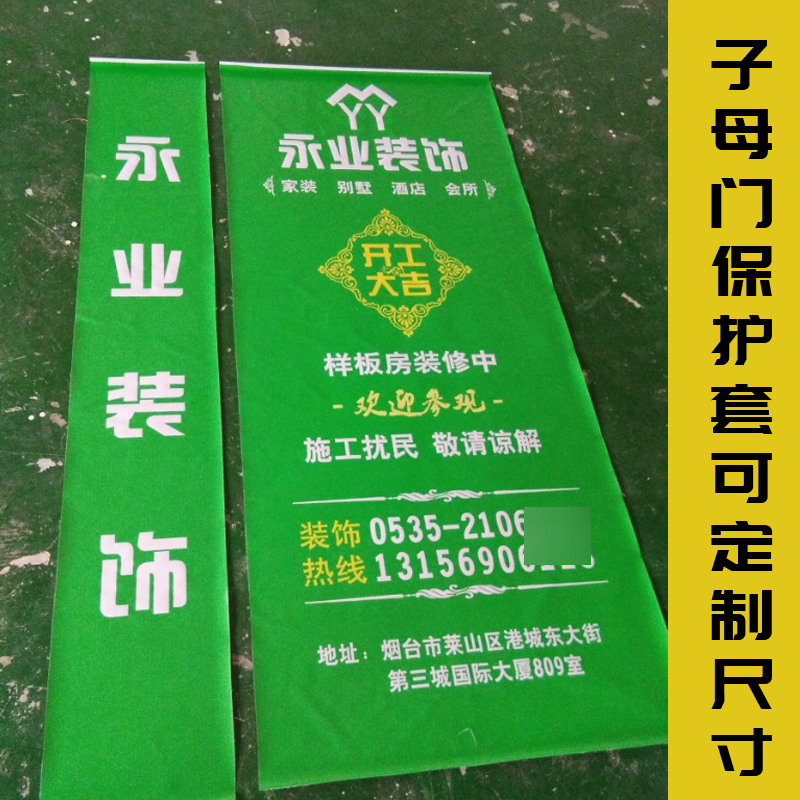 永业装饰
永业装饰
家装 别墅 酒店 会所
开工
大吉
样板房装修中
-欢迎参观-
施工扰民 敬请谅解
装饰 0535-2106
热线 13156900
地址：烟台市莱山区港城东大街
第三城国际大厦809室
子母门保护套可定制尺寸